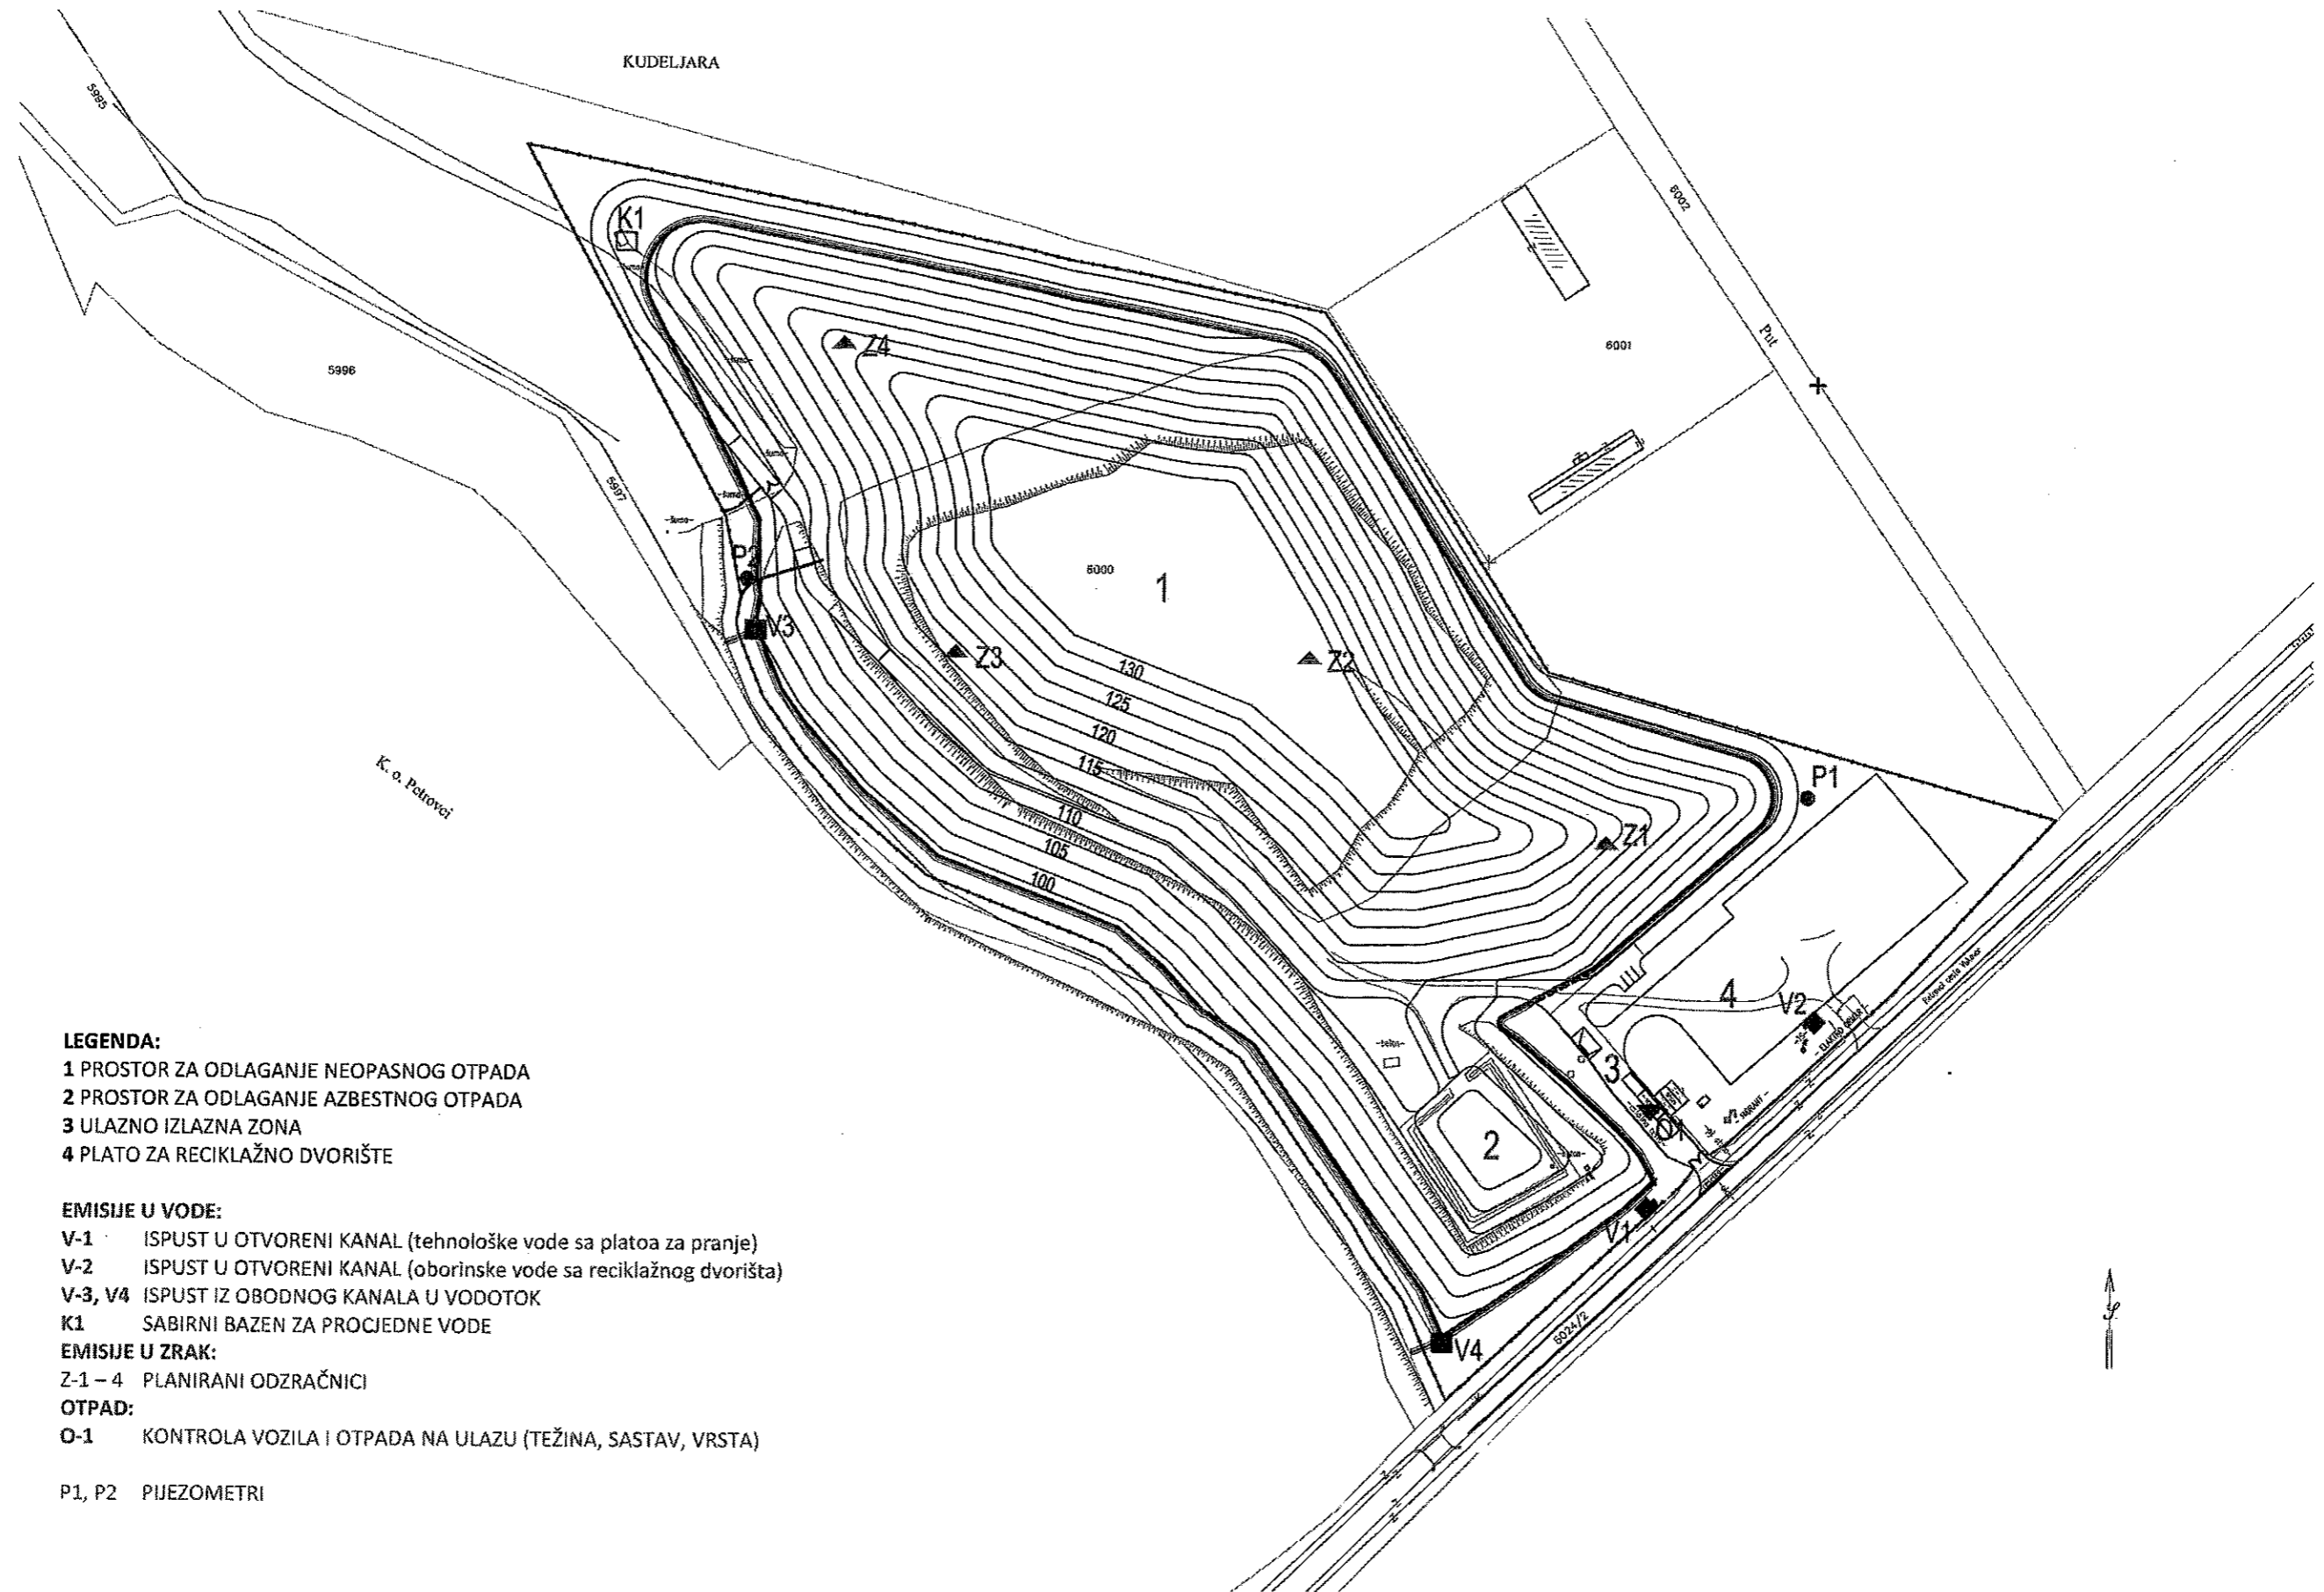 KUDELJARA
5995
6002
K1
Put
6001
Z4
5996
5997
-šuma-
-šuma-
P2
6000
1
V3
Z3
Z2
130
125
120
115
110
105
100
K. o. Petrovci
P1
Z1
4
V2
3
-beton-
2
O1
V1
V4
6024/2
LEGENDA:
1 PROSTOR ZA ODLAGANJE NEOPASNOG OTPADA
2 PROSTOR ZA ODLAGANJE AZBESTNOG OTPADA
3 ULAZNO IZLAZNA ZONA
4 PLATO ZA RECIKLAŽNO DVORIŠTE
EMISIJE U VODE:
V-1 ISPUST U OTVORENI KANAL (tehnološke vode sa platoa za pranje)
V-2 ISPUST U OTVORENI KANAL (oborinske vode sa reciklažnog dvorišta)
V-3, V4 ISPUST IZ OBODNOG KANALA U VODOTOK
K1 SABIRNI BAZEN ZA PROCJEDNE VODE
EMISIJE U ZRAK:
Z-1 – 4 PLANIRANI ODZRAČNICI
OTPAD:
O-1 KONTROLA VOZILA I OTPADA NA ULAZU (TEŽINA, SASTAV, VRSTA)
P1, P2 PIJEZOMETRI